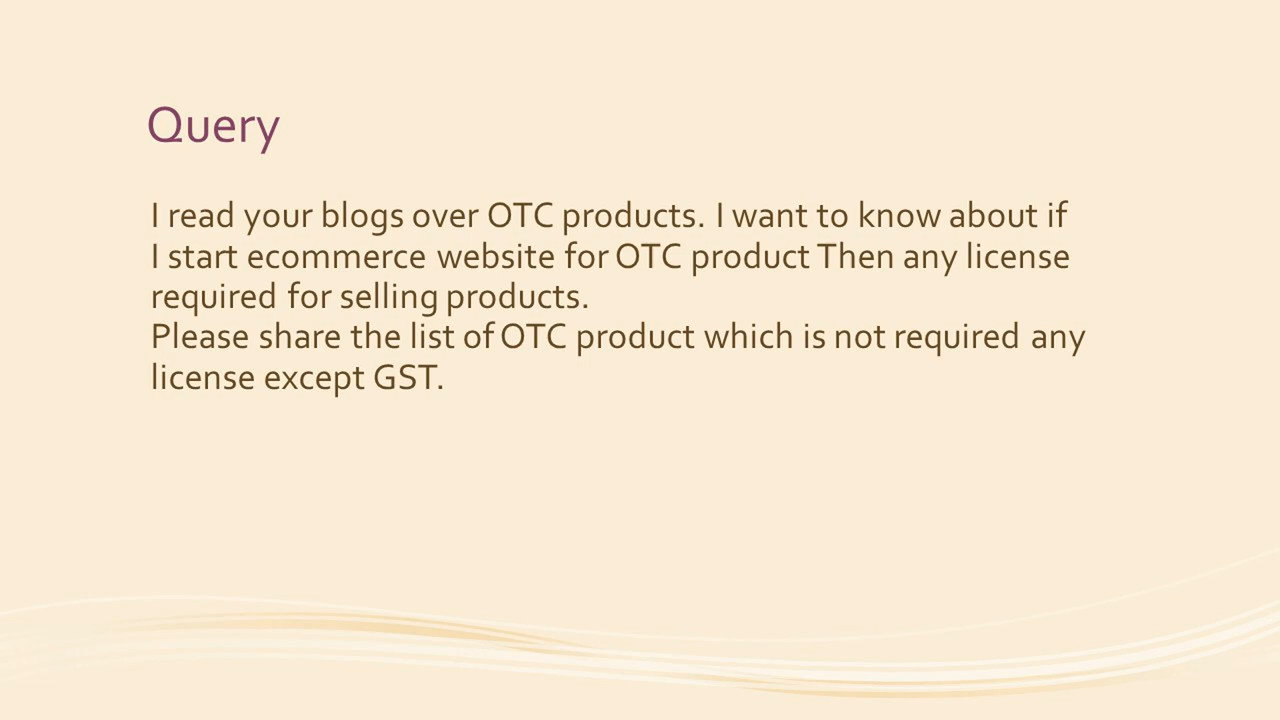 Query
I read your blogs over OTC products. I want to know about if
I start ecommerce website for OTC product Then any license
required for selling products.
Please share the list of OTC product which is not required any
license except GST.